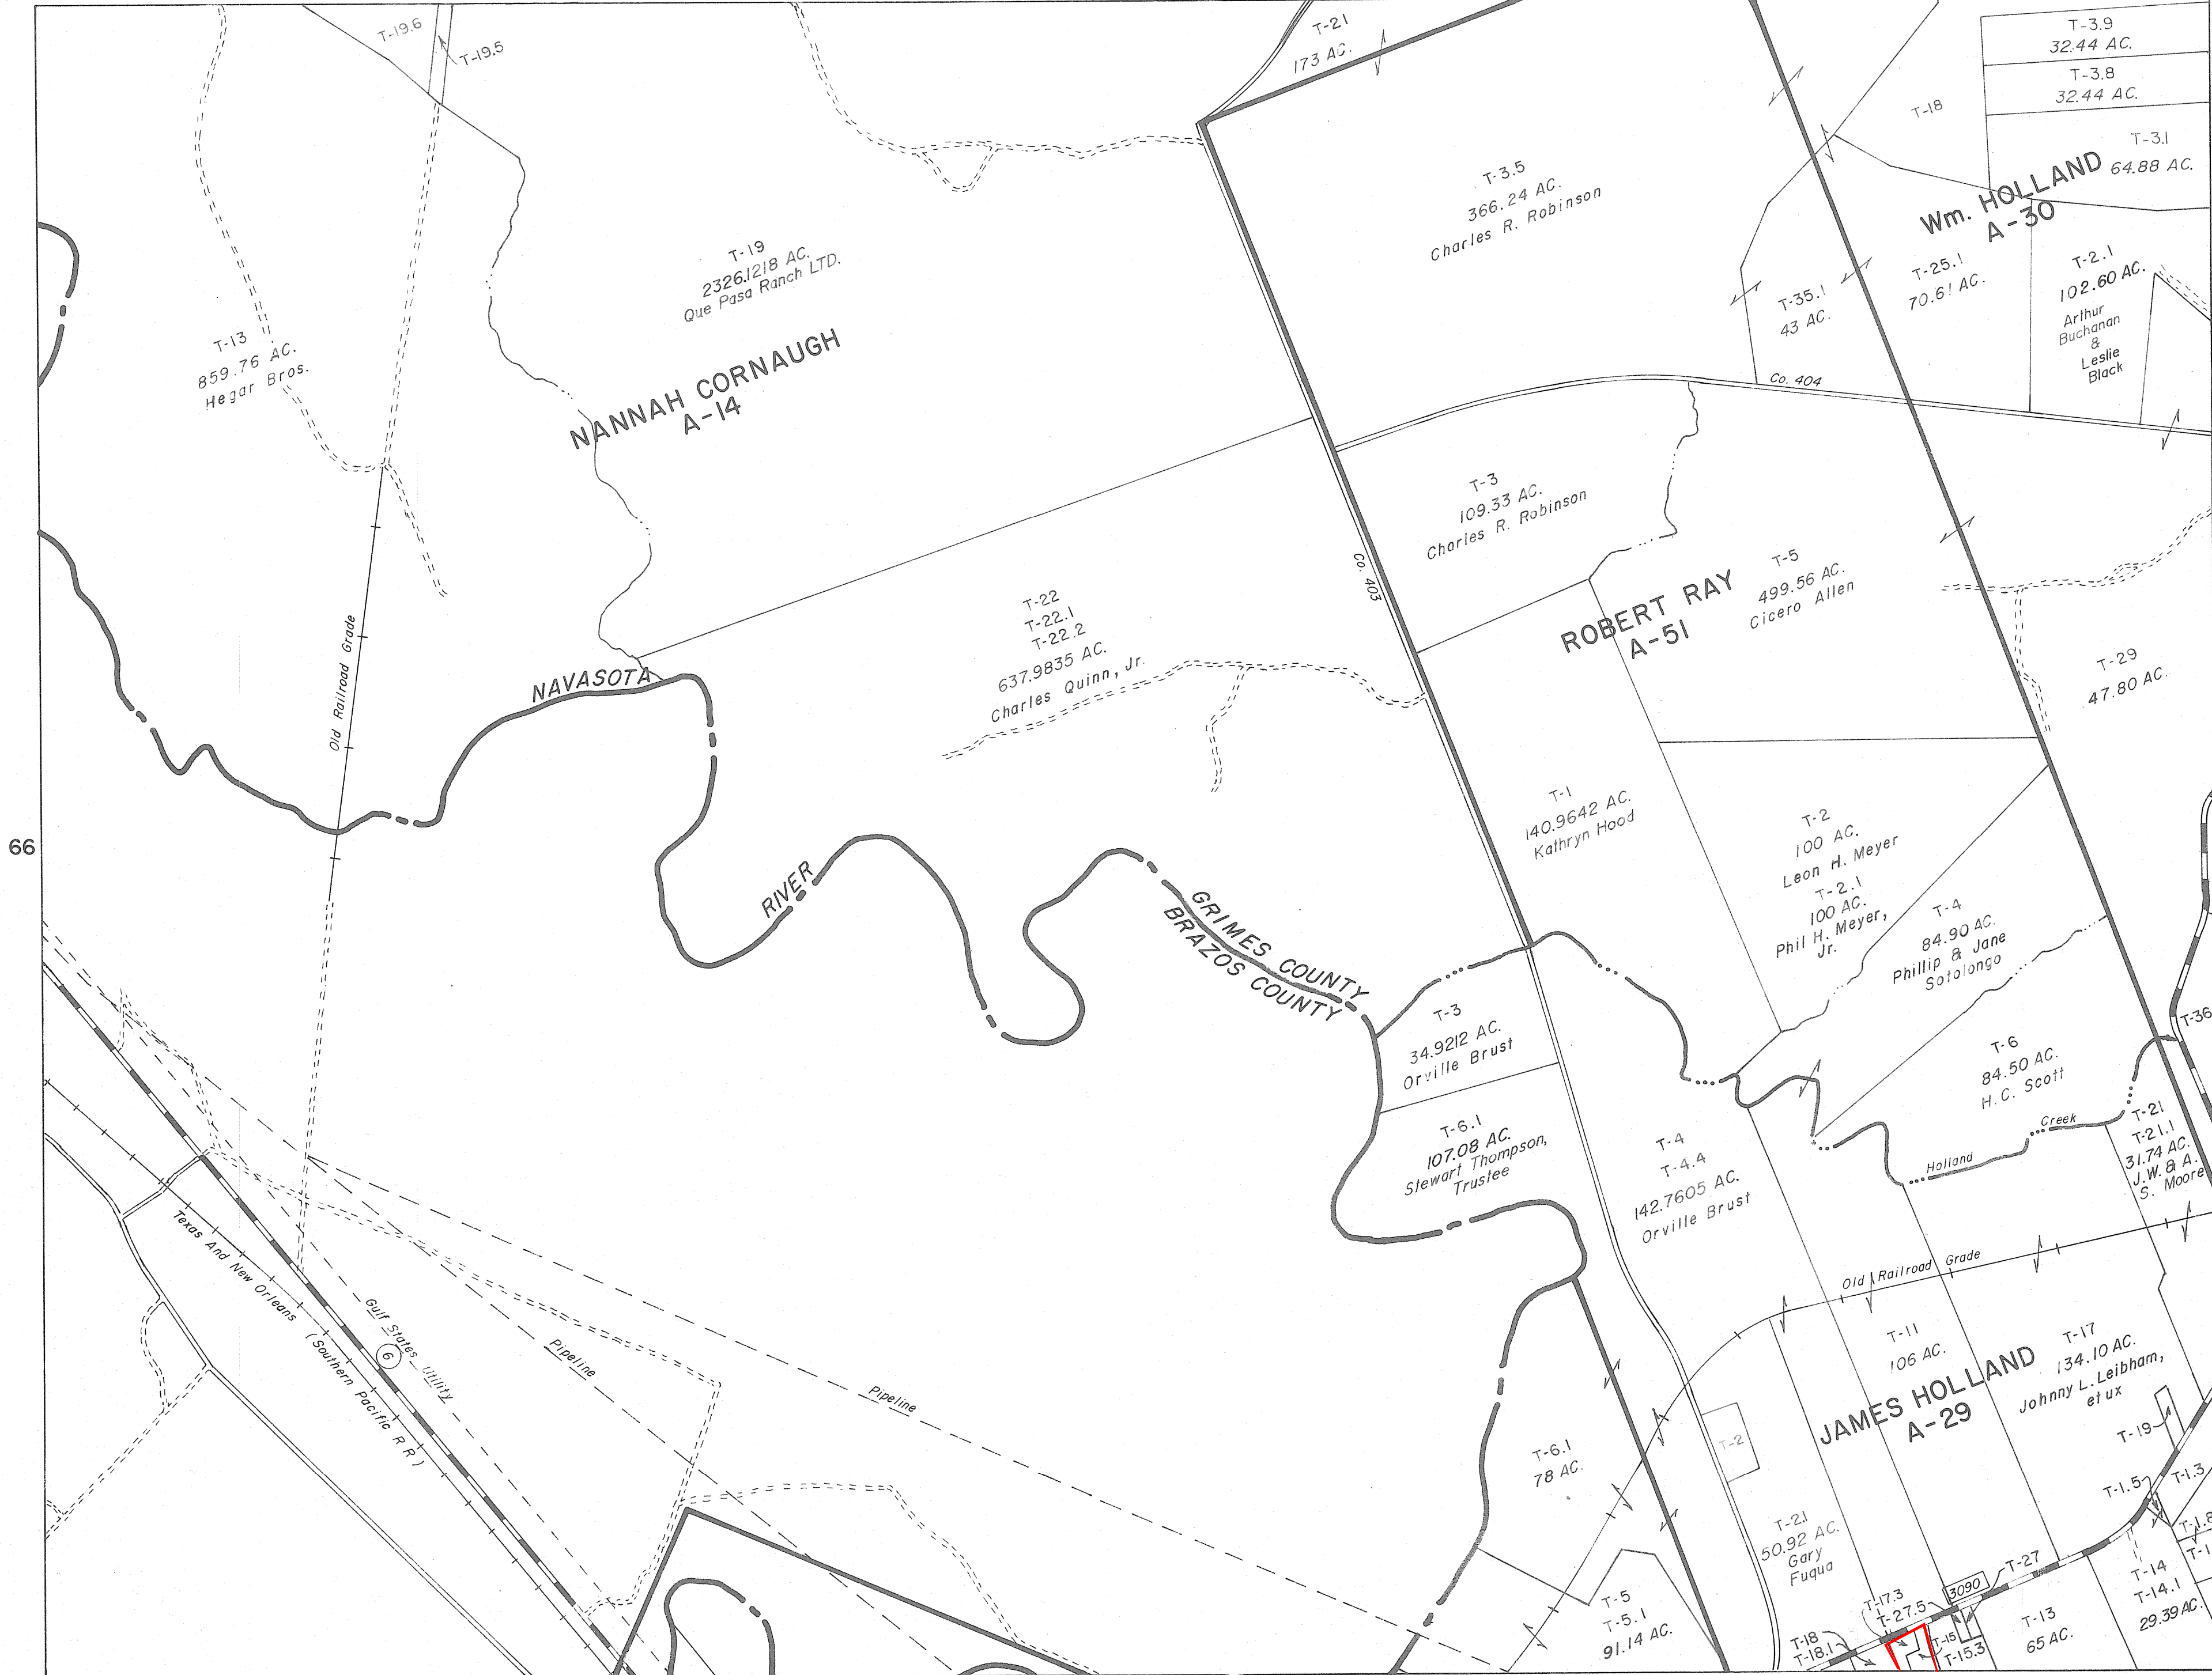 T-19.6
T-19.5
T-21
173 AC.
T-3.9
32.44 AC.
T-3.8
32.44 AC.
T-18
T-3.1
64.88 AC.
Wm. HOLLAND
A-30
T-3.5
366.24 AC.
Charles R. Robinson
T-19
2326.1218 AC.
Que Pasa Ranch LTD.
T-13
859.76 AC.
Hegar Bros.
NANNAH CORNAUGH
A-14
T-35.1
43 AC.
T-25.1
70.61 AC.
T-2.1
102.60 AC.
Arthur
Buchanan
&
Leslie
Black
Co. 404
T-3
109.33 AC.
Charles R. Robinson
Co. 403
T-5
499.56 AC.
Cicero Allen
ROBERT RAY
A-51
T-22
T-22.1
T-22.2
637.9835 AC.
Charles Quinn, Jr.
T-29
47.80 AC.
Old Railroad Grade
NAVASOTA
RIVER
66
T-1
140.9642 AC.
Kathryn Hood
T-2
100 AC.
Leon H. Meyer
T-2.1
100 AC.
Phil H. Meyer,
Jr.
T-4
84.90 AC.
Phillip & Jane
Sotolongo
GRIMES COUNTY
BRAZOS COUNTY
T-3
34.9212 AC.
Orville Brust
T-36
T-6
84.50 AC.
H.C. Scott
T-6.1
107.08 AC.
Stewart Thompson,
Trustee
T-4
T-4.4
142.7605 AC.
Orville Brust
Holland
Creek
T-21
T-21.1
31.74 AC.
J.W. & A.
S. Moore
Texas And New Orleans
(Southern Pacific R R)
Gulf States Utility
6
Pipeline
Pipeline
Old Railroad Grade
T-11
106 AC.
T-17
134.10 AC.
Johnny L. Leibham,
et ux
JAMES HOLLAND
A-29
T-2
T-6.1
78 AC.
T-19
T-1.5
T-1.3
T-2.1
50.92 AC.
Gary
Fuqua
T-5
T-5.1
91.14 AC.
T-17.3
T-27.5
3090
T-27
T-18
T-18.1
T-15
T-15.3
T-13
65 AC.
T-14
T-14.1
29.39 AC.